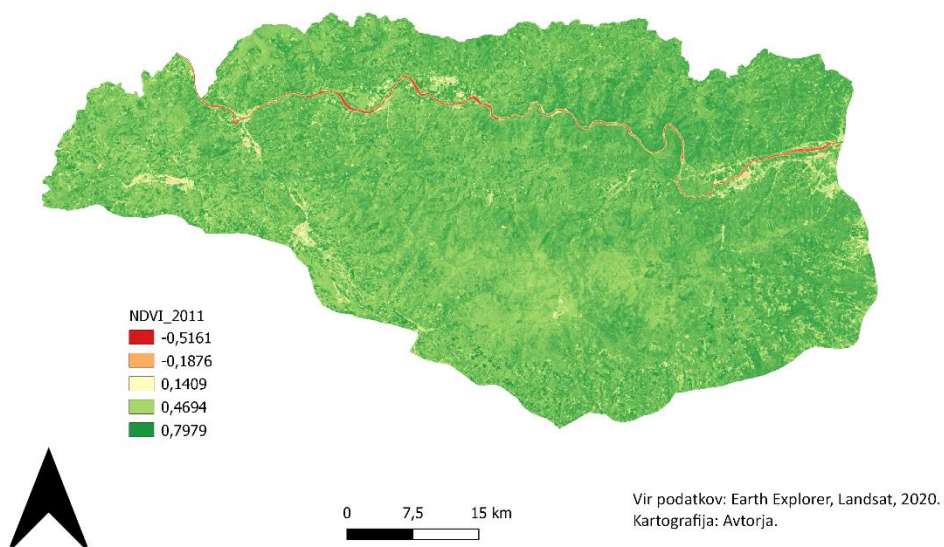 NDVI_2011
-0,5161
-0,1876
0,1409
0,4694
0,7979
0 7,5 15 km
Vir podatkov: Earth Explorer, Landsat, 2020.
Kartografija: Avtorja.